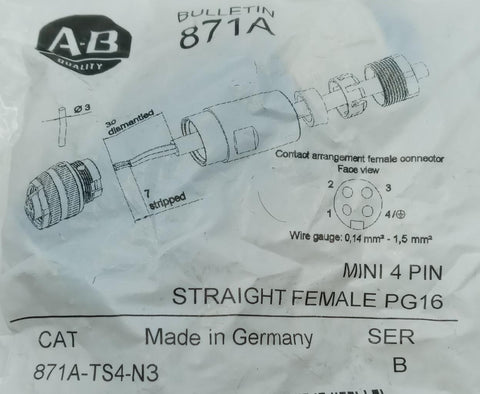 BULLETIN
871A
A-B
QUALITY
Ø 3
30
dismantled
7
stripped
Contact arrangement female connector
Face view
2 3
1 4/⏚
Wire gauge: 0,14 mm² - 1,5 mm²
MINI 4 PIN
STRAIGHT FEMALE PG16
CAT Made in Germany SER
871A-TS4-N3 B